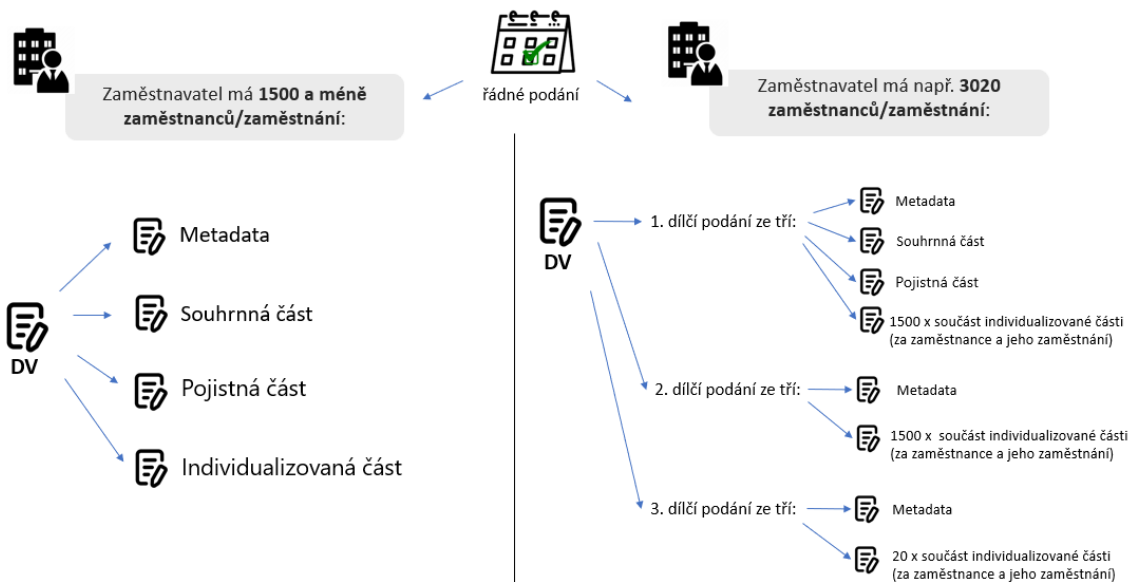 řádné podání
Zaměstnavatel má 1500 a méně
zaměstnanců/zaměstnání:
DV
Metadata
Souhrnná část
Pojistná část
Individualizovaná část
Zaměstnavatel má např. 3020
zaměstnanců/zaměstnání:
DV
1. dílčí podání ze tří:
Metadata
Souhrnná část
Pojistná část
1500 x součást individualizované části
(za zaměstnance a jeho zaměstnání)
2. dílčí podání ze tří:
Metadata
1500 x součást individualizované části
(za zaměstnance a jeho zaměstnání)
3. dílčí podání ze tří:
Metadata
20 x součást individualizované části
(za zaměstnance a jeho zaměstnání)